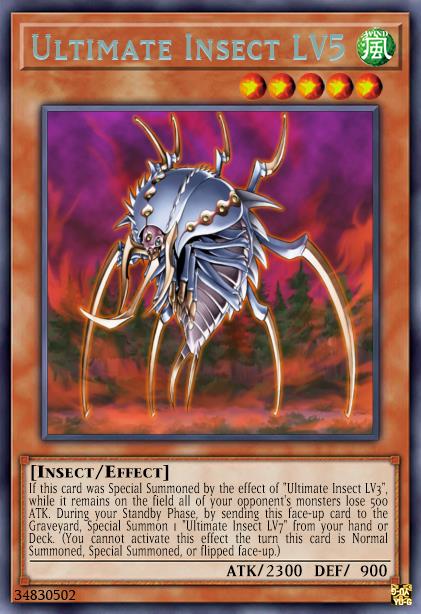 ULTIMATE INSECT LV5
WIND
風
[INSECT/EFFECT]
If this card was Special Summoned by the effect of "Ultimate Insect LV3",
while it remains on the field all of your opponent's monsters lose 500
ATK. During your Standby Phase, by sending this face-up card to the
Graveyard, Special Summon 1 "Ultimate Insect LV7" from your hand or
Deck. (You cannot activate this effect the turn this card is Normal
Summoned, Special Summoned, or flipped face-up.)
ATK/2300 DEF/ 900
34830502